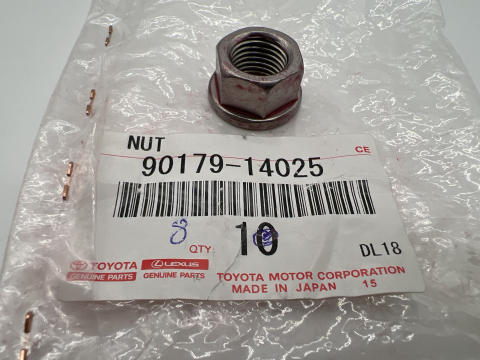 NUT
CE
90179-14025
8 QTY: 10 DL18
TOYOTA LEXUS TOYOTA MOTOR CORPORATION
GENUINE PARTS GENUINE PARTS MADE IN JAPAN 15